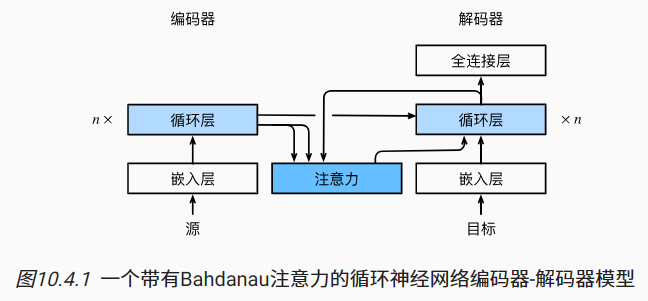 编码器
解码器
全连接层
n ×
循环层
循环层
× n
嵌入层
注意力
嵌入层
源
目标
图10.4.1 一个带有Bahdanau注意力的循环神经网络编码器-解码器模型